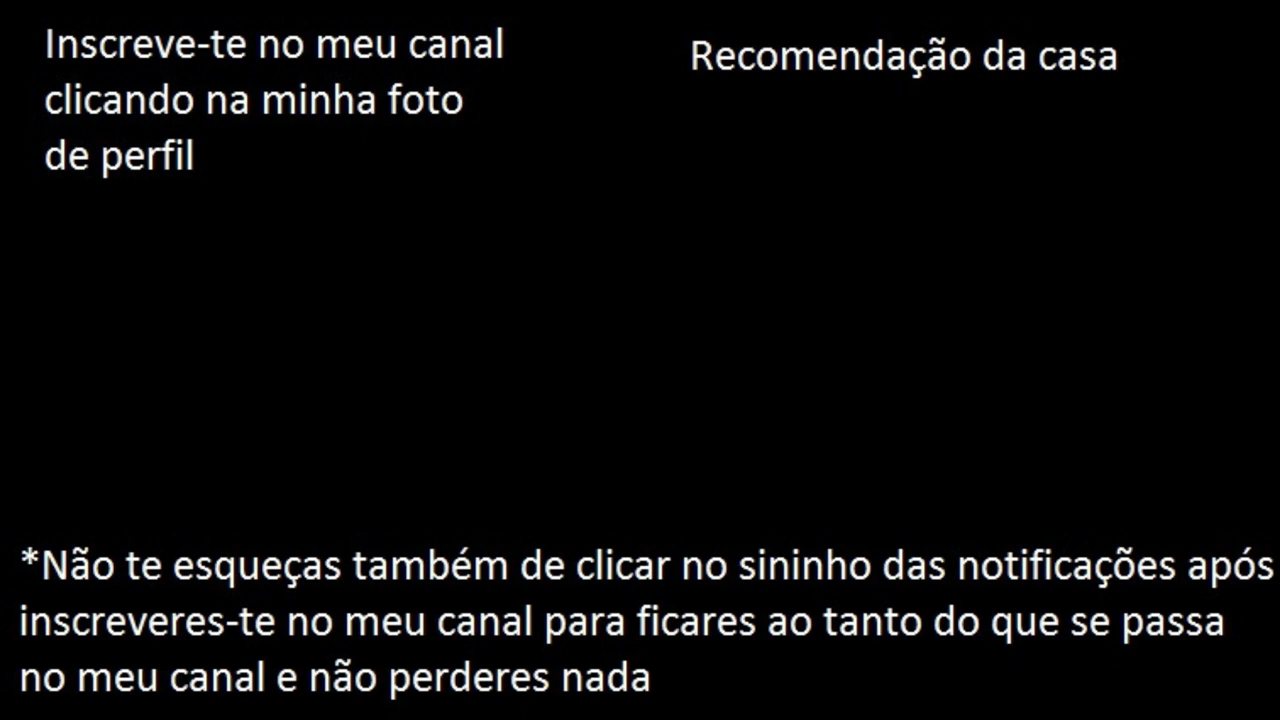 Inscreve-te no meu canal
clicando na minha foto
de perfil
Recomendação da casa
*Não te esqueças também de clicar no sininho das notificações após
inscreveres-te no meu canal para ficares ao tanto do que se passa
no meu canal e não perderes nada